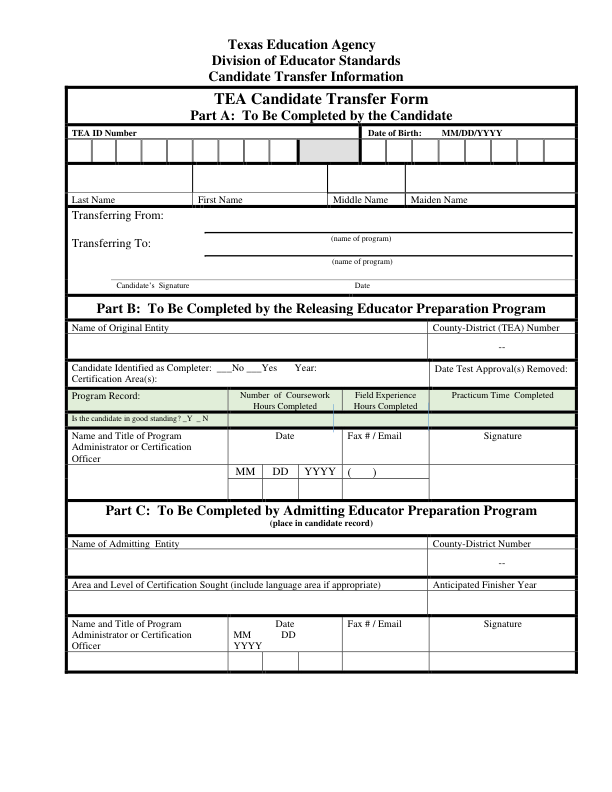 Texas Education Agency
Division of Educator Standards
Candidate Transfer Information
TEA Candidate Transfer Form
Part A: To Be Completed by the Candidate
TEA ID Number
Date of Birth: MM/DD/YYYY
Last Name
First Name
Middle Name
Maiden Name
Transferring From:
(name of program)
Transferring To:
(name of program)
Candidate's Signature
Date
Part B: To Be Completed by the Releasing Educator Preparation Program
Name of Original Entity
County-District (TEA) Number
--
Candidate Identified as Completer: ___No ___Yes Year:
Certification Area(s):
Date Test Approval(s) Removed:
Program Record:
Number of Coursework
Hours Completed
Field Experience
Hours Completed
Practicum Time Completed
Is the candidate in good standing? _Y _ N
Name and Title of Program
Administrator or Certification
Officer
Date
Fax # / Email
Signature
MM DD YYYY ( )
Part C: To Be Completed by Admitting Educator Preparation Program
(place in candidate record)
Name of Admitting Entity
County-District Number
--
Area and Level of Certification Sought (include language area if appropriate)
Anticipated Finisher Year
Name and Title of Program
Administrator or Certification
Officer
Date
MM DD
YYYY
Fax # / Email
Signature